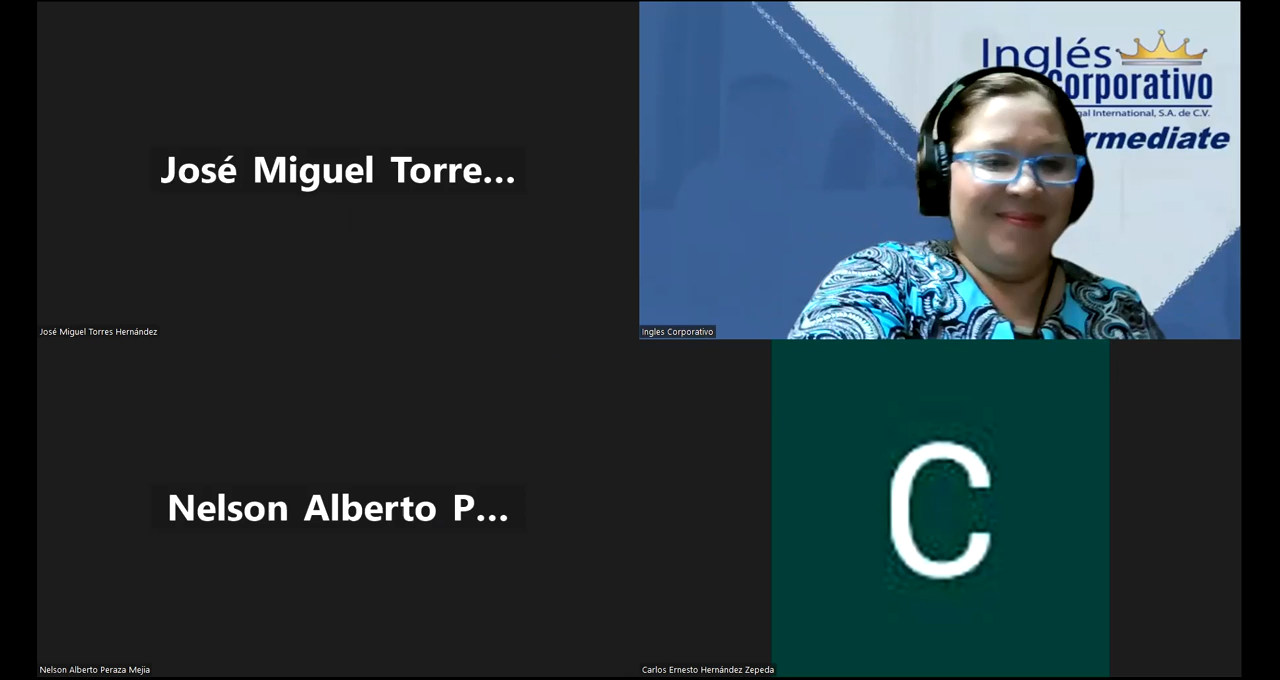 José Miguel Torre...
José Miguel Torres Hernández
Inglés
Corporativo
gal International, S.A. de C.V.
rmediate
Ingles Corporativo
Nelson Alberto P...
Nelson Alberto Peraza Mejia
C
Carlos Ernesto Hernández Zepeda